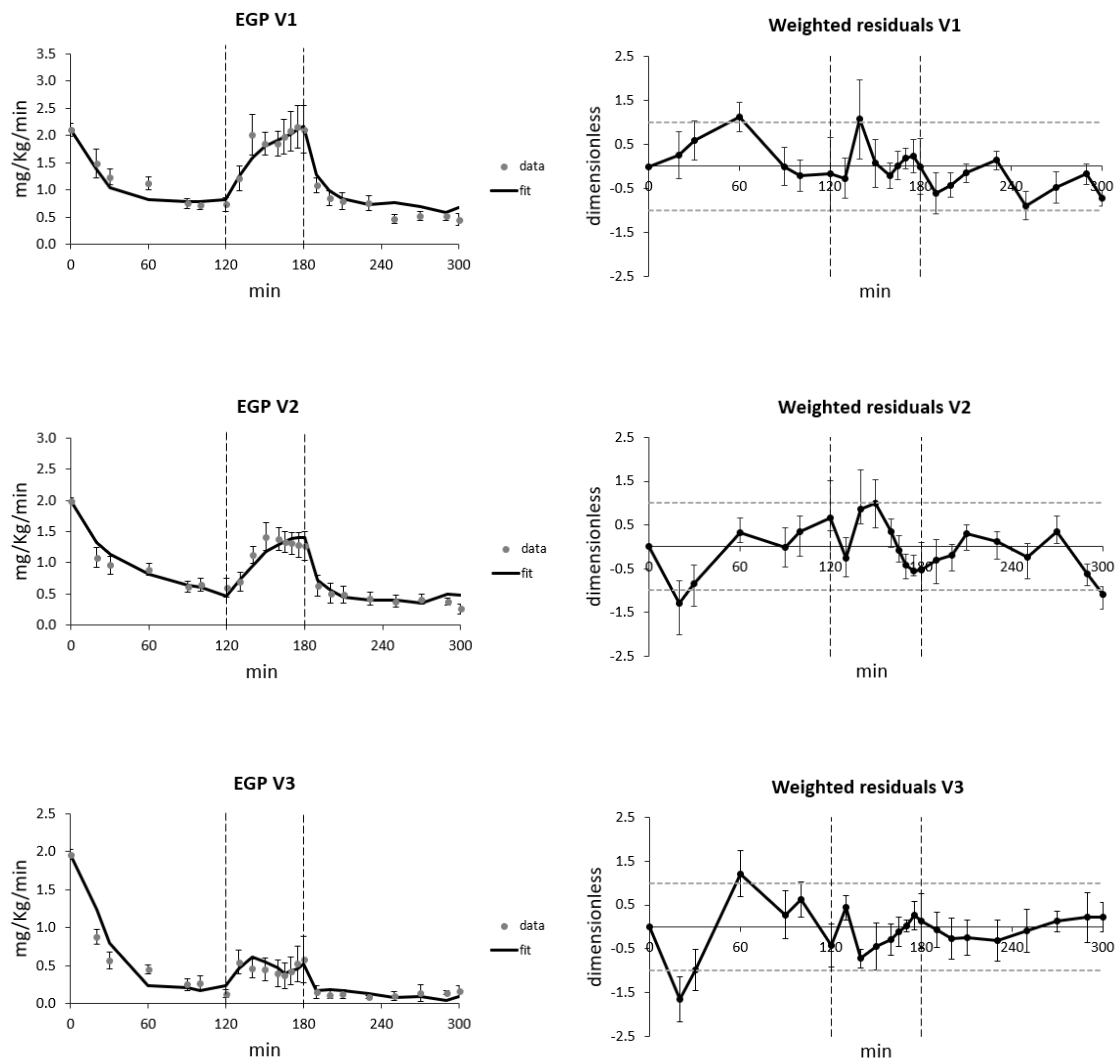 EGP V1
mg/Kg/min
3.5
3.0
2.5
2.0
1.5
1.0
0.5
0.0
0 60 120 180 240 300
min
data
fit
Weighted residuals V1
dimensionless
2.5
1.5
0.5
-0.5
-1.5
-2.5
0 60 120 180 240 300
min
EGP V2
mg/Kg/min
3.0
2.5
2.0
1.5
1.0
0.5
0.0
0 60 120 180 240 300
min
data
fit
Weighted residuals V2
dimensionless
2.5
1.5
0.5
-0.5
-1.5
-2.5
0 60 120 180 240 300
min
EGP V3
mg/Kg/min
2.5
2.0
1.5
1.0
0.5
0.0
0 60 120 180 240 300
min
data
fit
Weighted residuals V3
dimensionless
2.5
1.5
0.5
-0.5
-1.5
-2.5
0 60 120 180 240 300
min